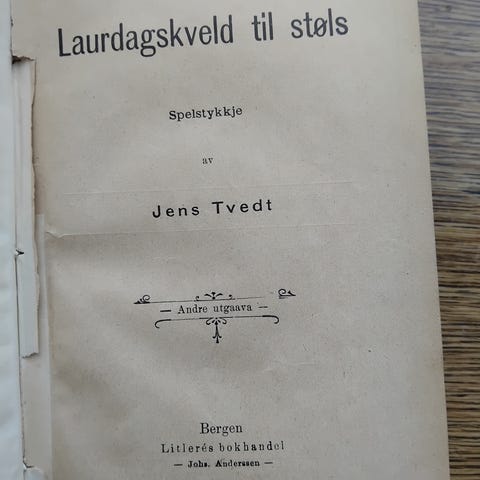 Laurdagskveld til støls
Spelstykkje
av
Jens Tvedt
— Andre utgaava —
Bergen
Litlerés bokhandel
— Johs. Anderssen —